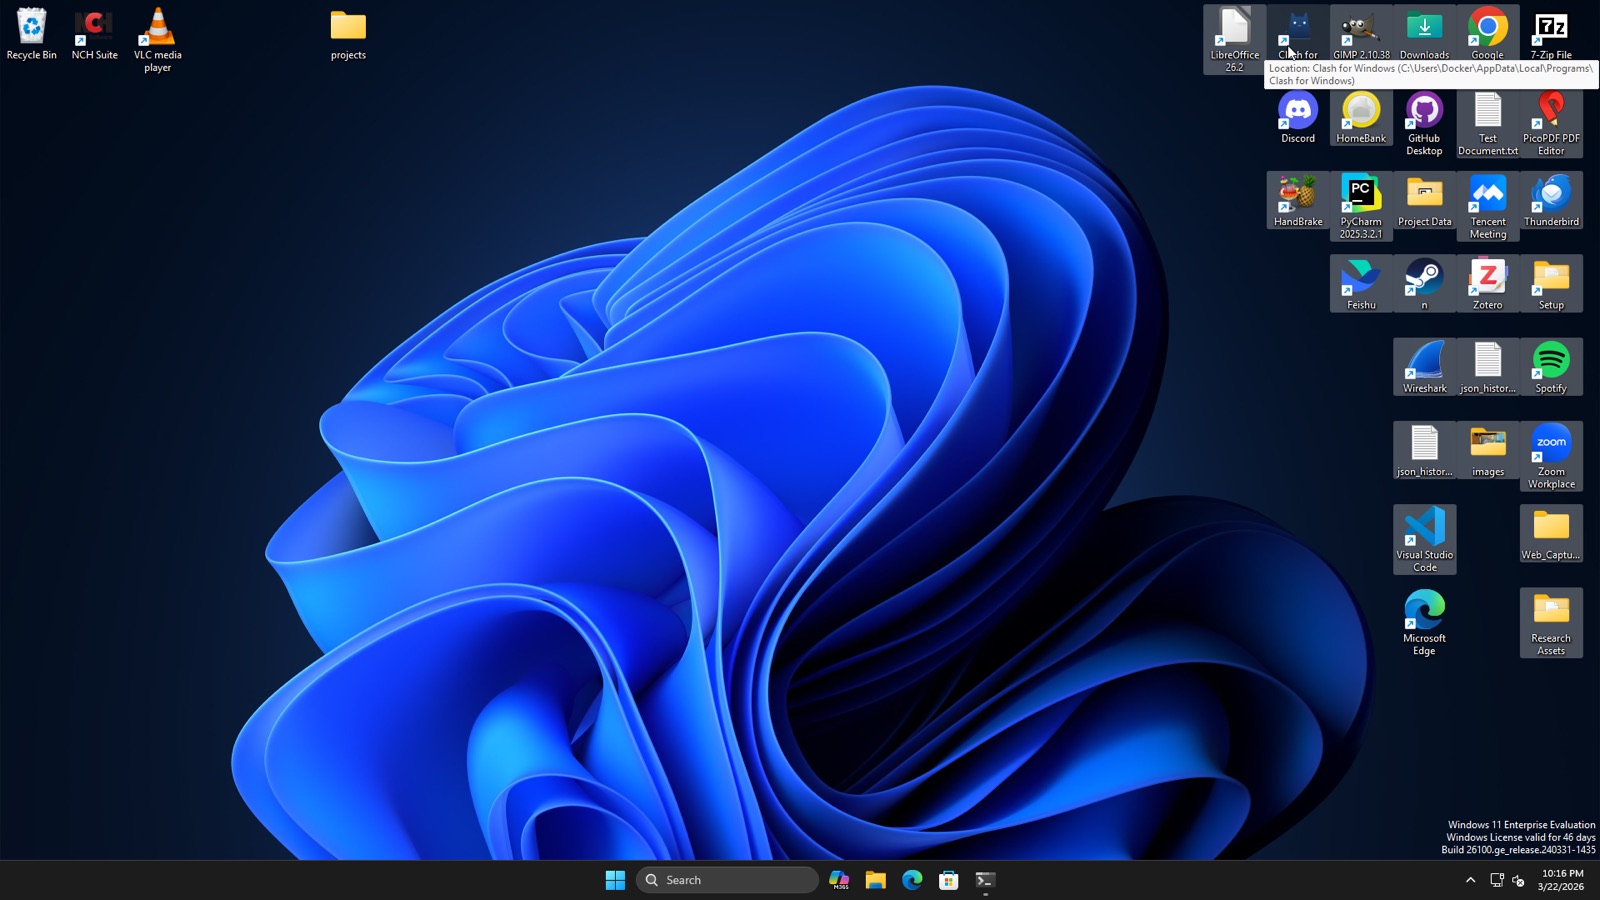 Recycle Bin
NCH Suite
VLC media
player
projects
LibreOffice
26.2
Clash for
GIMP 2.10.38
Downloads
Google
7-Zip File
Location: Clash for Windows (C:\Users\Docker\AppData\Local\Programs\
Clash for Windows)
Discord
HomeBank
GitHub
Desktop
Test
Document.txt
PicoPDF PDF
Editor
HandBrake
PyCharm
2025.3.2.1
Project Data
Tencent
Meeting
Thunderbird
Feishu
n
Zotero
Setup
Wireshark
json_histor...
Spotify
json_histor...
images
zoom
Zoom
Workplace
Visual Studio
Code
Web_Captu...
Microsoft
Edge
Research
Assets
Windows 11 Enterprise Evaluation
Windows License valid for 46 days
Build 26100.ge_release.240331-1435
Search
M365
10:16 PM
3/22/2026